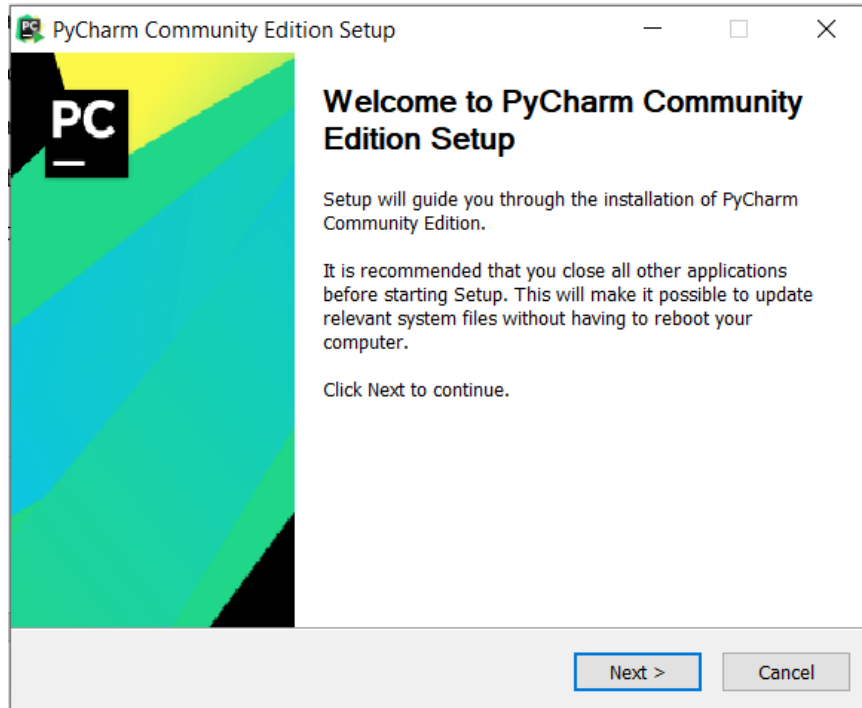 PyCharm Community Edition Setup
PC
Welcome to PyCharm Community
Edition Setup
Setup will guide you through the installation of PyCharm
Community Edition.
It is recommended that you close all other applications
before starting Setup. This will make it possible to update
relevant system files without having to reboot your
computer.
Click Next to continue.
Next >
Cancel